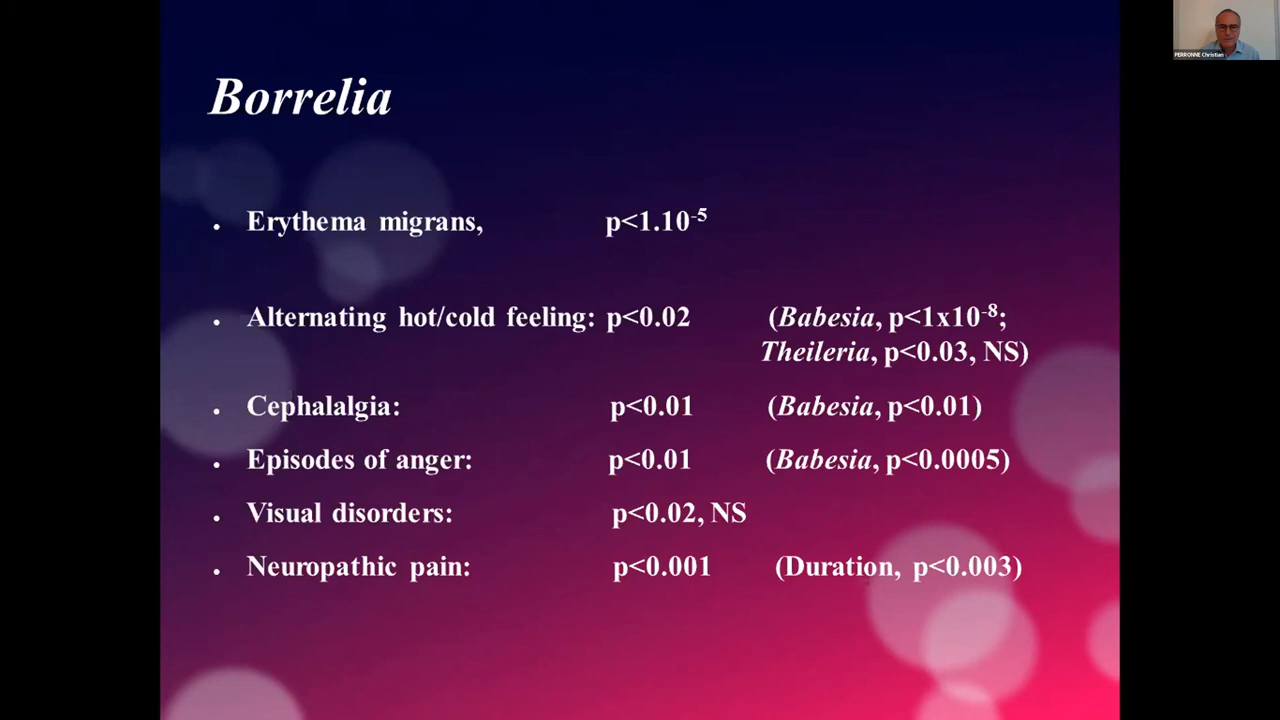 PERRONNE Christian
Borrelia
• Erythema migrans, p<1.10⁻⁵
• Alternating hot/cold feeling: p<0.02 (Babesia, p<1x10⁻⁸;
Theileria, p<0.03, NS)
• Cephalalgia: p<0.01 (Babesia, p<0.01)
• Episodes of anger: p<0.01 (Babesia, p<0.0005)
• Visual disorders: p<0.02, NS
• Neuropathic pain: p<0.001 (Duration, p<0.003)